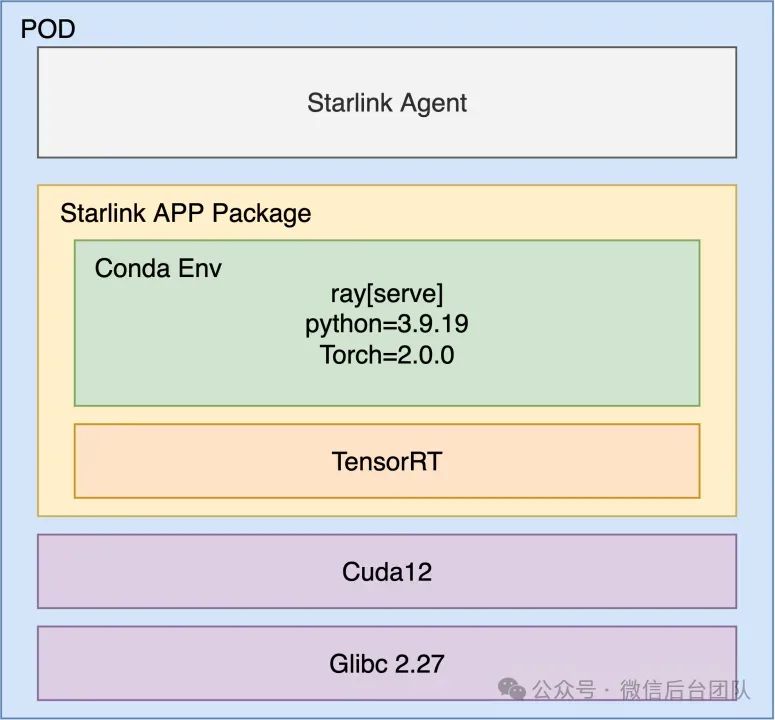 POD
Starlink Agent
Starlink APP Package
Conda Env
ray[serve]
python=3.9.19
Torch=2.0.0
TensorRT
Cuda12
Glibc 2.27
公众号 · 微信后台团队